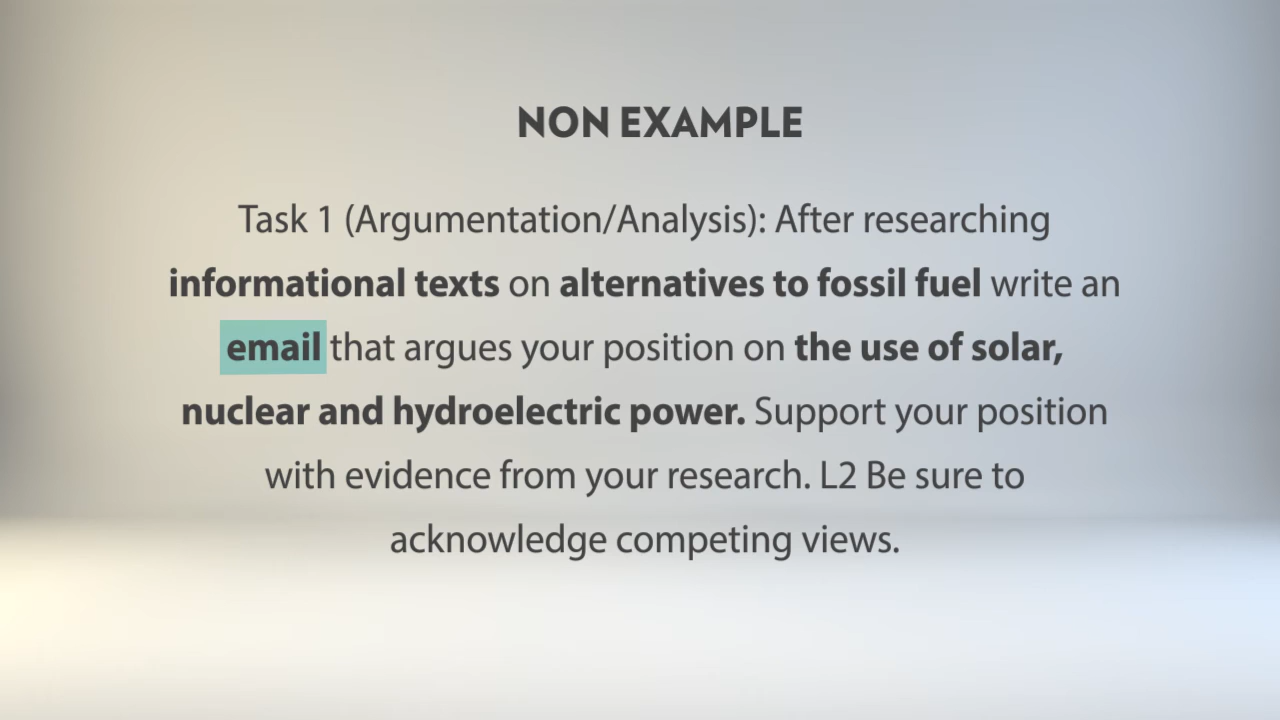 NON EXAMPLE
Task 1 (Argumentation/Analysis): After researching
informational texts on alternatives to fossil fuel write an
email that argues your position on the use of solar,
nuclear and hydroelectric power. Support your position
with evidence from your research. L2 Be sure to
acknowledge competing views.